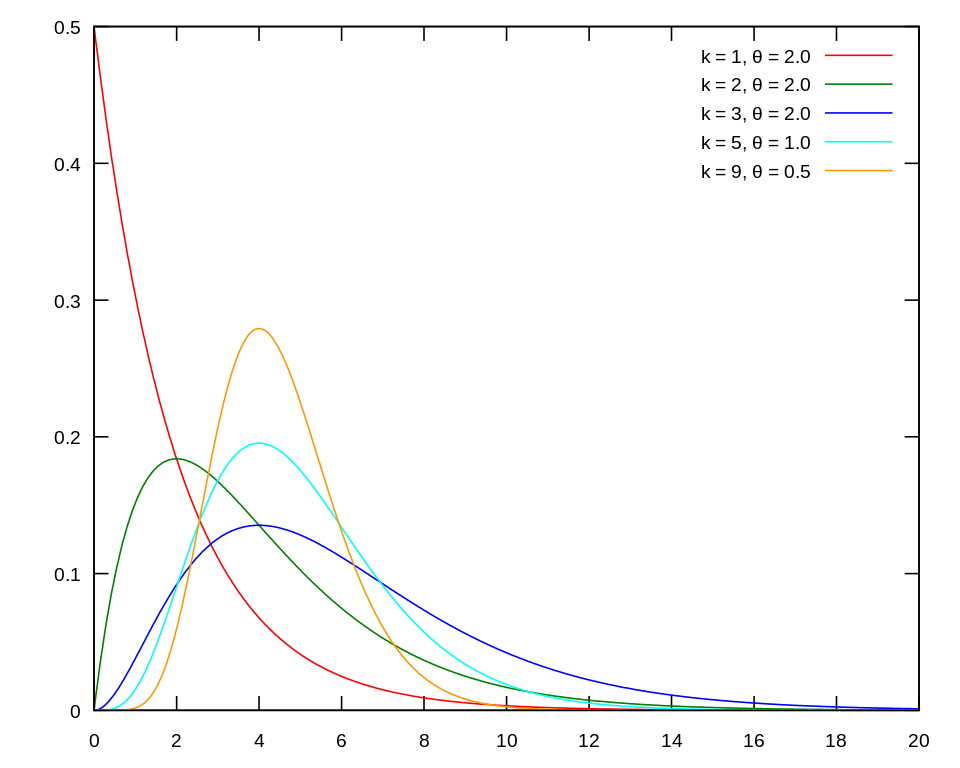 0.5
0.4
0.3
0.2
0.1
0
0 2 4 6 8 10 12 14 16 18 20
k = 1, θ = 2.0
k = 2, θ = 2.0
k = 3, θ = 2.0
k = 5, θ = 1.0
k = 9, θ = 0.5